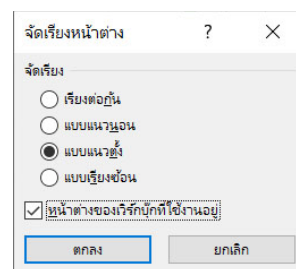 จัดเรียงหน้าต่าง ? ×
จัดเรียง
เรียงต่อกัน
แบบแนวนอน
แบบแนวตั้ง
แบบเรียงซ้อน
หน้าต่างของเวิร์กบุ๊กที่ใช้งานอยู่
ตกลง ยกเลิก